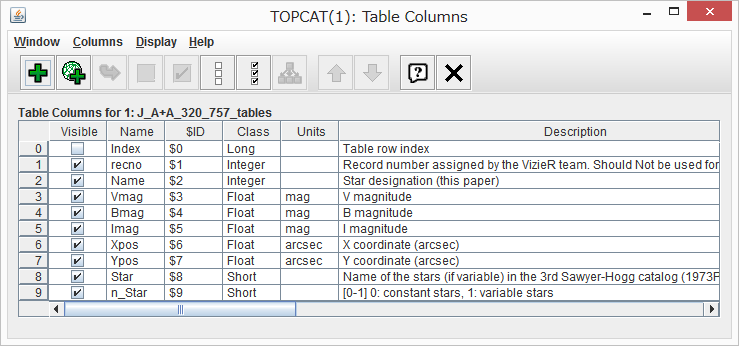 TOPCAT(1): Table Columns
Window Columns Display Help
Table Columns for 1: J_A+A_320_757_tables
Visible Name $ID Class Units Description
0 Index $0 Long Table row index
1 recno $1 Integer Record number assigned by the VizieR team. Should Not be used for
2 Name $2 Integer Star designation (this paper)
3 Vmag $3 Float mag V magnitude
4 Bmag $4 Float mag B magnitude
5 Imag $5 Float mag I magnitude
6 Xpos $6 Float arcsec X coordinate (arcsec)
7 Ypos $7 Float arcsec Y coordinate (arcsec)
8 Star $8 Short Name of the stars (if variable) in the 3rd Sawyer-Hogg catalog (1973F
9 n_Star $9 Short [0-1] 0: constant stars, 1: variable stars